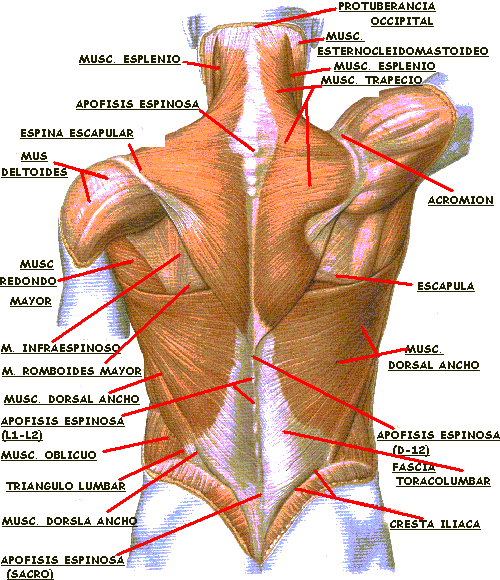 PROTUBERANCIA
OCCIPITAL
MUSC.
ESTERNOCLEIDOMASTOIDEO
MUSC. ESPLENIO
MUSC. ESPLENIO
MUSC. TRAPECIO
APOFISIS ESPINOSA
ESPINA ESCAPULAR
MUS
DELTOIDES
ACROMION
MUSC
REDONDO
MAYOR
ESCAPULA
M. INFRAESPINOSO
MUSC.
DORSAL ANCHO
M. ROMBOIDES MAYOR
MUSC. DORSAL ANCHO
APOFISIS ESPINOSA
(L1-L2)
APOFISIS ESPINOSA
(D-12)
MUSC. OBLICUO
FASCIA
TORACOLUMBAR
TRIANGULO LUMBAR
MUSC. DORSLA ANCHO
CRESTA ILIACA
APOFISIS ESPINOSA
(SACRO)